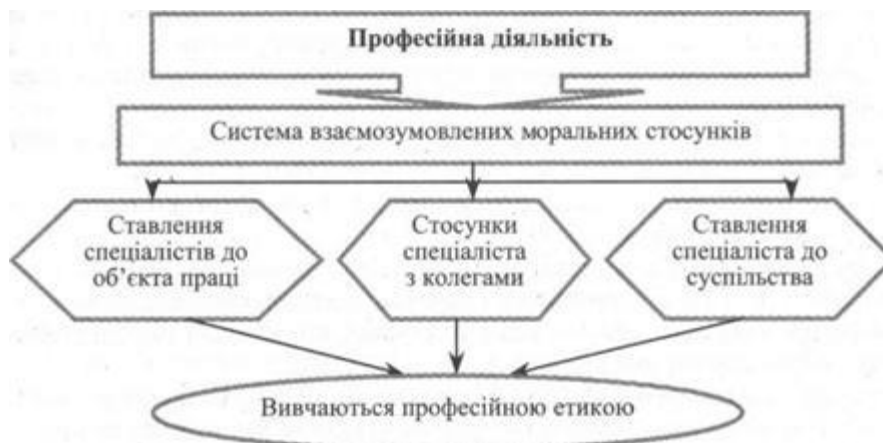 Професійна діяльність
Система взаємозумовлених моральних стосунків
Ставлення
спеціалістів до
об’єкта праці
Стосунки
спеціаліста
з колегами
Ставлення
спеціаліста до
суспільства
Вивчаються професійною етикою